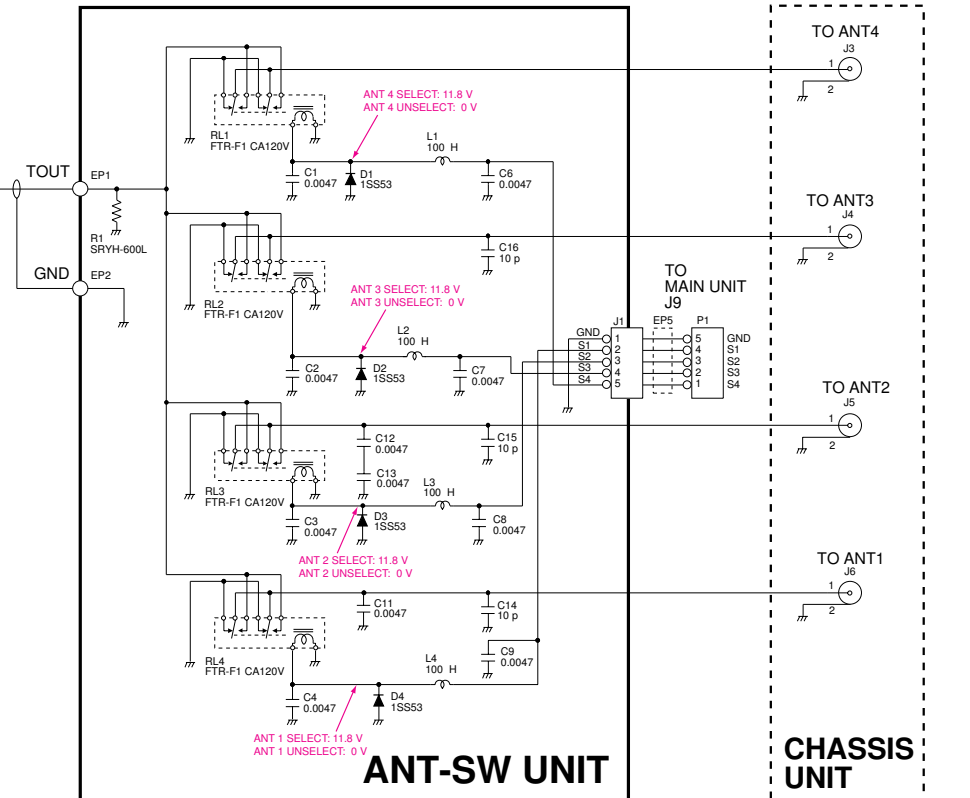 TO ANT4
J3
1
2
ANT 4 SELECT: 11.8 V
ANT 4 UNSELECT: 0 V
RL1
FTR-F1 CA120V
L1
100 H
C1
0.0047
D1
1SS53
C6
0.0047
TOUT
EP1
R1
SRYH-600L
GND
EP2
TO ANT3
J4
1
2
C16
10 p
RL2
FTR-F1 CA120V
ANT 3 SELECT: 11.8 V
ANT 3 UNSELECT: 0 V
L2
100 H
C2
0.0047
D2
1SS53
C7
0.0047
TO
MAIN UNIT
J9
J1
EP5
P1
GND
1
5
GND
S1
2
4
S1
S2
3
3
S2
S3
4
2
S3
S4
5
1
S4
TO ANT2
J5
1
2
C12
0.0047
C15
10 p
C13
0.0047
RL3
FTR-F1 CA120V
L3
100 H
C3
0.0047
D3
1SS53
C8
0.0047
ANT 2 SELECT: 11.8 V
ANT 2 UNSELECT: 0 V
TO ANT1
J6
1
2
C11
0.0047
C14
10 p
RL4
FTR-F1 CA120V
L4
100 H
C9
0.0047
C4
0.0047
D4
1SS53
ANT 1 SELECT: 11.8 V
ANT 1 UNSELECT: 0 V
ANT-SW UNIT
CHASSIS
UNIT